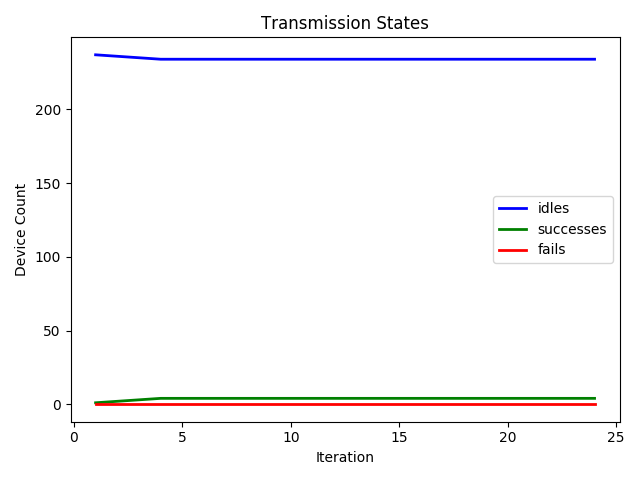 Transmission States
Device Count
200
150
100
50
0
idles
successes
fails
0 5 10 15 20 25
Iteration